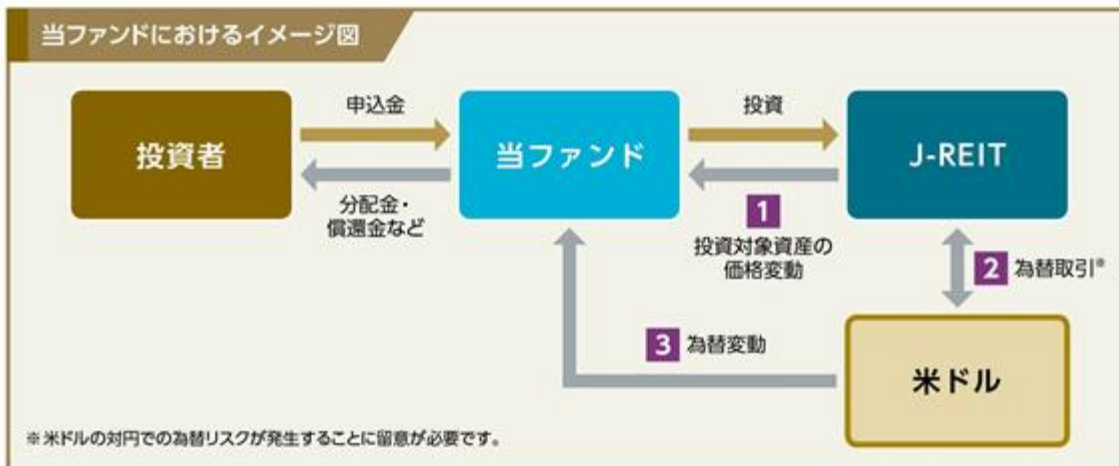 当ファンドにおけるイメージ図
投資者
申込金
分配金・
償還金など
当ファンド
投資
1
投資対象資産の
価格変動
J-REIT
2 為替取引※
3 為替変動
米ドル
※米ドルの対円での為替リスクが発生することに留意が必要です。